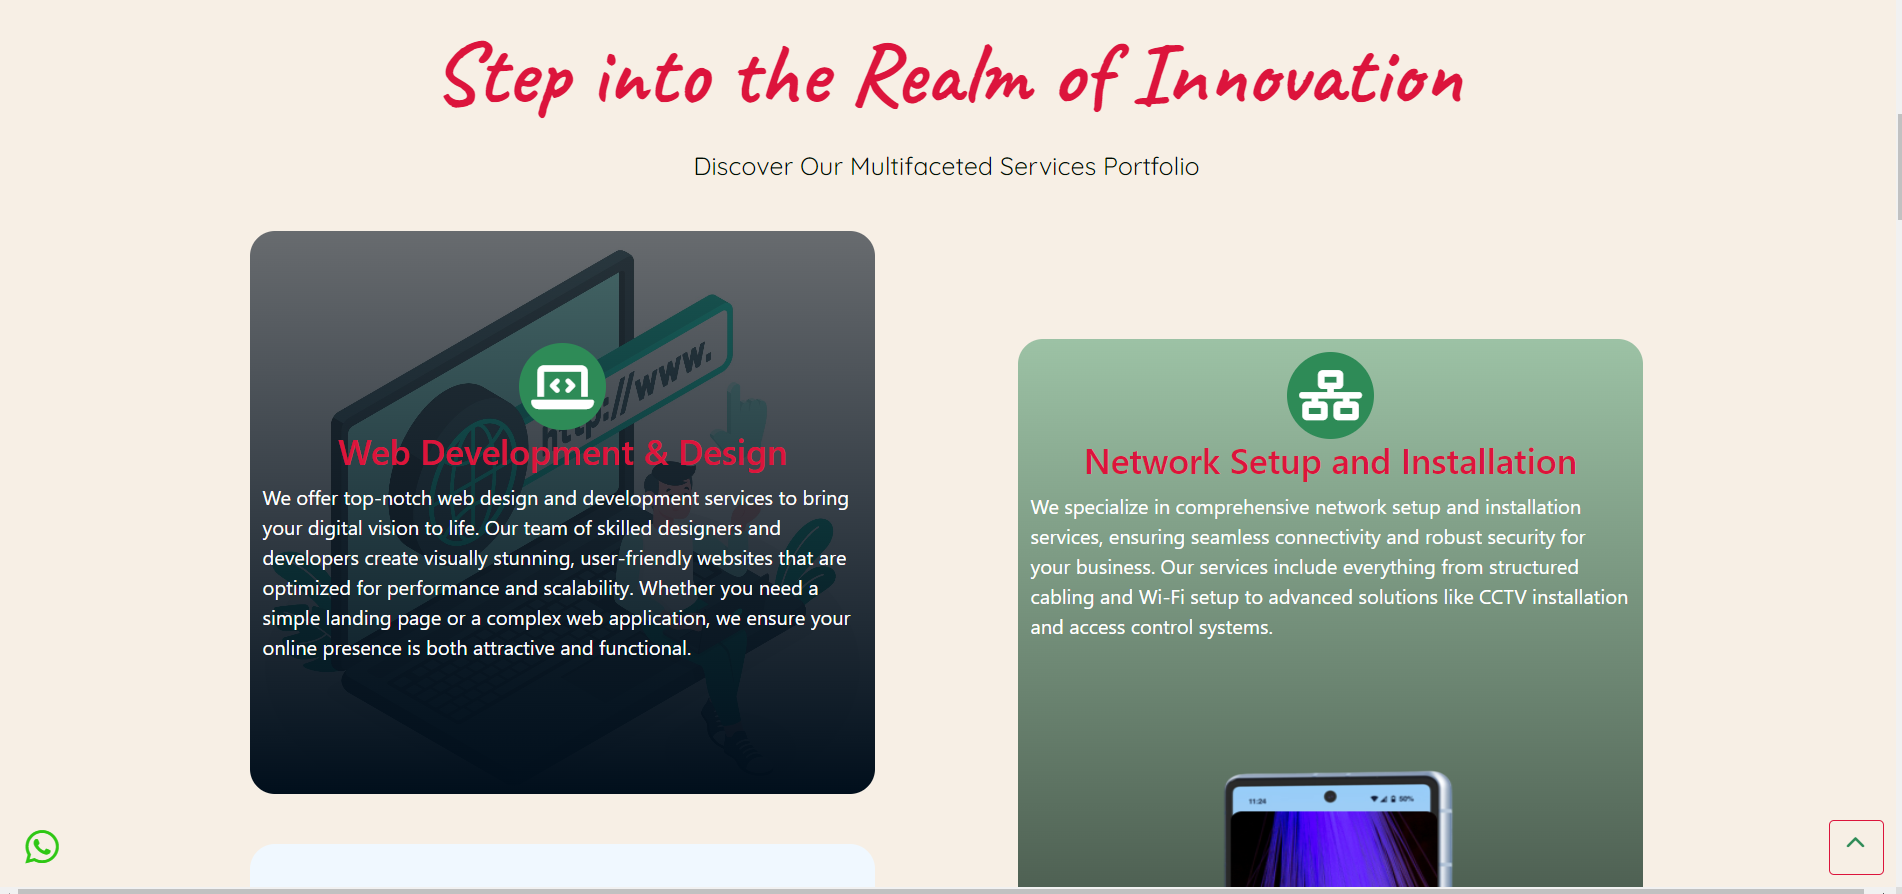 Step into the Realm of Innovation
Discover Our Multifaceted Services Portfolio
http://www.
Web Development & Design
We offer top-notch web design and development services to bring
your digital vision to life. Our team of skilled designers and
developers create visually stunning, user-friendly websites that are
optimized for performance and scalability. Whether you need a
simple landing page or a complex web application, we ensure your
online presence is both attractive and functional.
Network Setup and Installation
We specialize in comprehensive network setup and installation
services, ensuring seamless connectivity and robust security for
your business. Our services include everything from structured
cabling and Wi-Fi setup to advanced solutions like CCTV installation
and access control systems.
11:24
50%